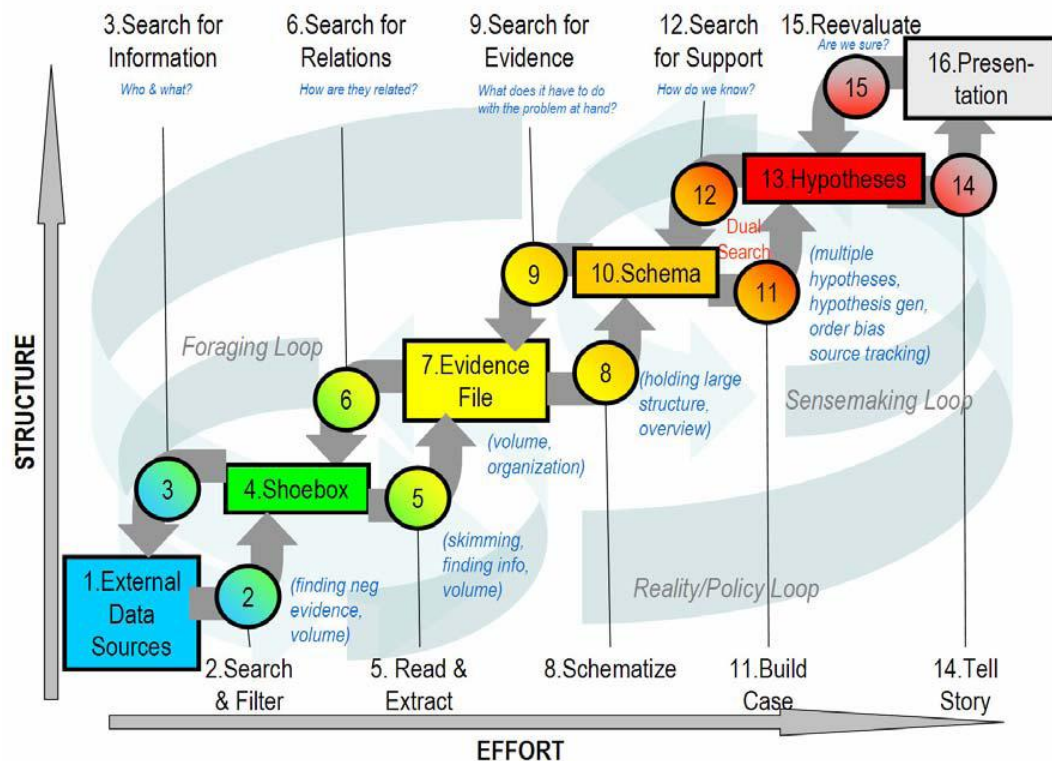 3.Search for
Information
Who & what?
6.Search for
Relations
How are they related?
9.Search for
Evidence
What does it have to do
with the problem at hand?
12.Search
for Support
How do we know?
15.Reevaluate
Are we sure?
15
16.Presen-
tation
12
13.Hypotheses
14
Dual
Search
9
10.Schema
11
(multiple
hypotheses,
hypothesis gen,
order bias
source tracking)
Foraging Loop
6
7.Evidence
File
8
(holding large
structure,
overview)
Sensemaking Loop
(volume,
organization)
3
4.Shoebox
5
(skimming,
finding info,
volume)
1.External
Data
Sources
2
(finding neg
evidence,
volume)
Reality/Policy Loop
2.Search
& Filter
5. Read &
Extract
8.Schematize
11.Build
Case
14.Tell
Story
STRUCTURE
EFFORT